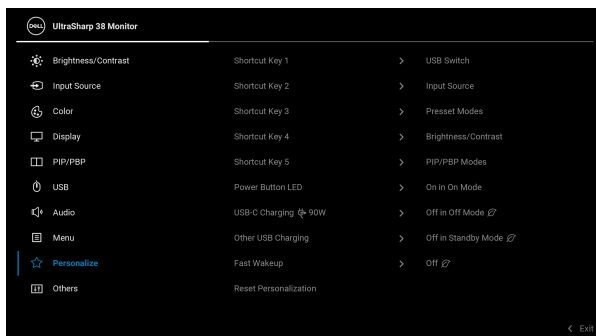 DELL UltraSharp 38 Monitor
Brightness/Contrast Shortcut Key 1 USB Switch
Input Source Shortcut Key 2 Input Source
Color Shortcut Key 3 Presset Modes
Display Shortcut Key 4 Brightness/Contrast
PIP/PBP Shortcut Key 5 PIP/PBP Modes
USB Power Button LED On in On Mode
Audio USB-C Charging 90W Off in Off Mode
Menu Other USB Charging Off in Standby Mode
Personalize Fast Wakeup Off
Others Reset Personalization
Exit